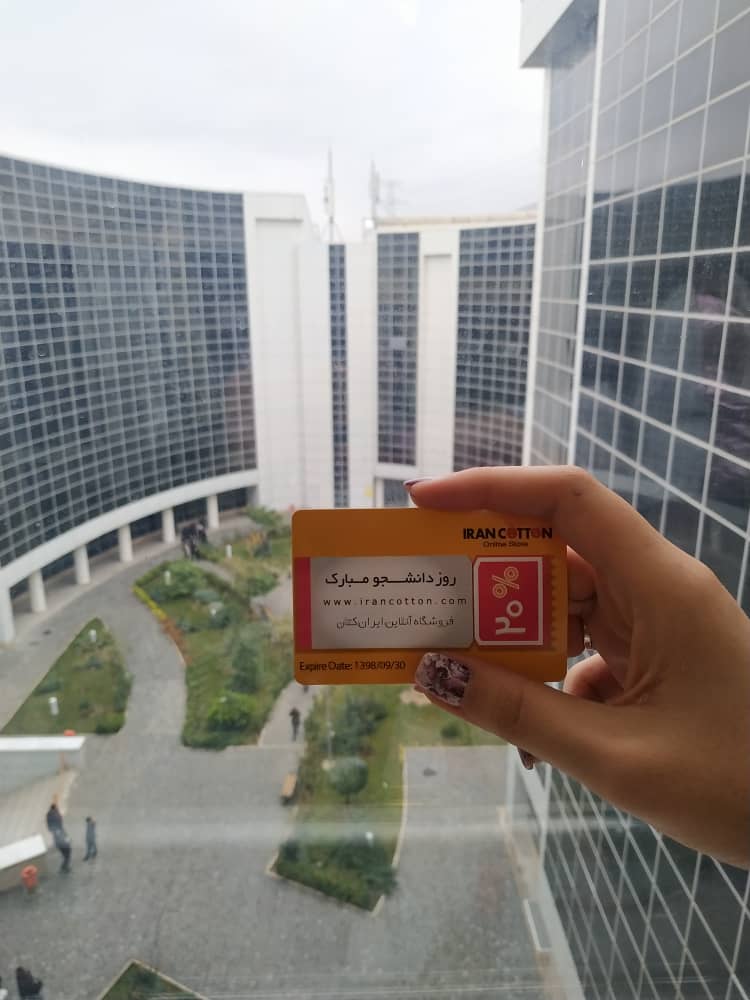 IRAN COTTON
Online Store
روز دانشجو مبارک
www.irancotton.com
فروشگاه آنلاین ایران کتان
۲۰%
Expire Date: 1398/09/30